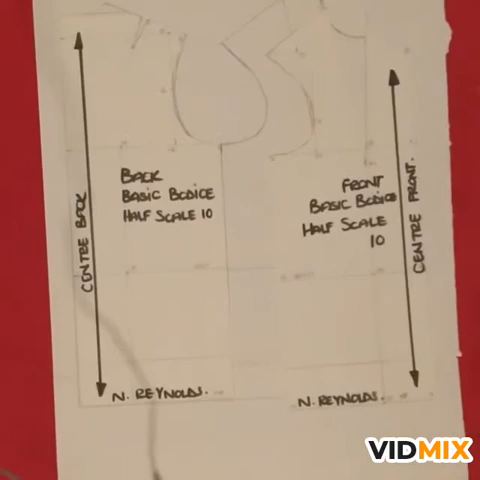 CENTRE BACK
BACK
BASIC BODICE
HALF SCALE 10
N. REYNOLDS.
FRONT
BASIC BODICE
HALF SCALE
10
CENTRE FRONT.
N. REYNOLDS.
VIDMIX